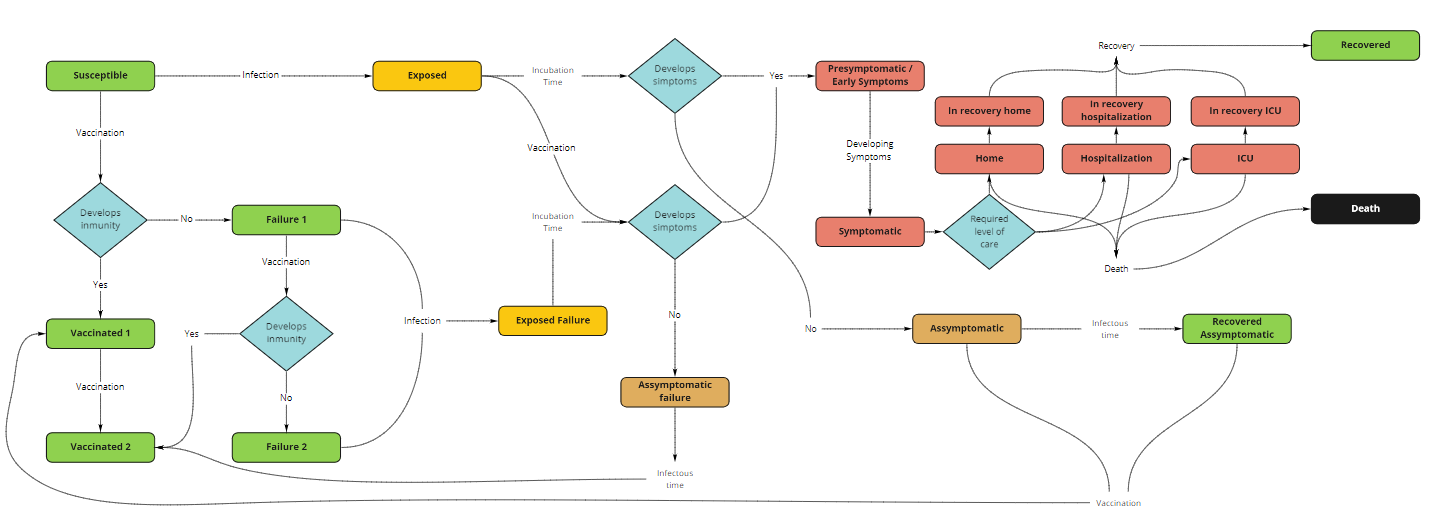 Recovery
Recovered
Susceptible
Infection
Exposed
Incubation
Time
Develops
simptoms
Yes
Presymptomatic /
Early Symptoms
In recovery home
In recovery
hospitalization
In recovery ICU
Vaccination
Vaccination
Developing
Symptoms
Home
Hospitalization
ICU
Develops
inmunity
No
Failure 1
Incubation
Time
Develops
simptoms
Symptomatic
Required
level of
care
Death
Vaccination
Death
Yes
Vaccinated 1
Yes
Develops
inmunity
Infection
Exposed Failure
No
No
Assymptomatic
Infectous
time
Recovered
Assymptomatic
Vaccination
No
Assymptomatic
failure
Vaccinated 2
Failure 2
Infectous
time
Vaccination